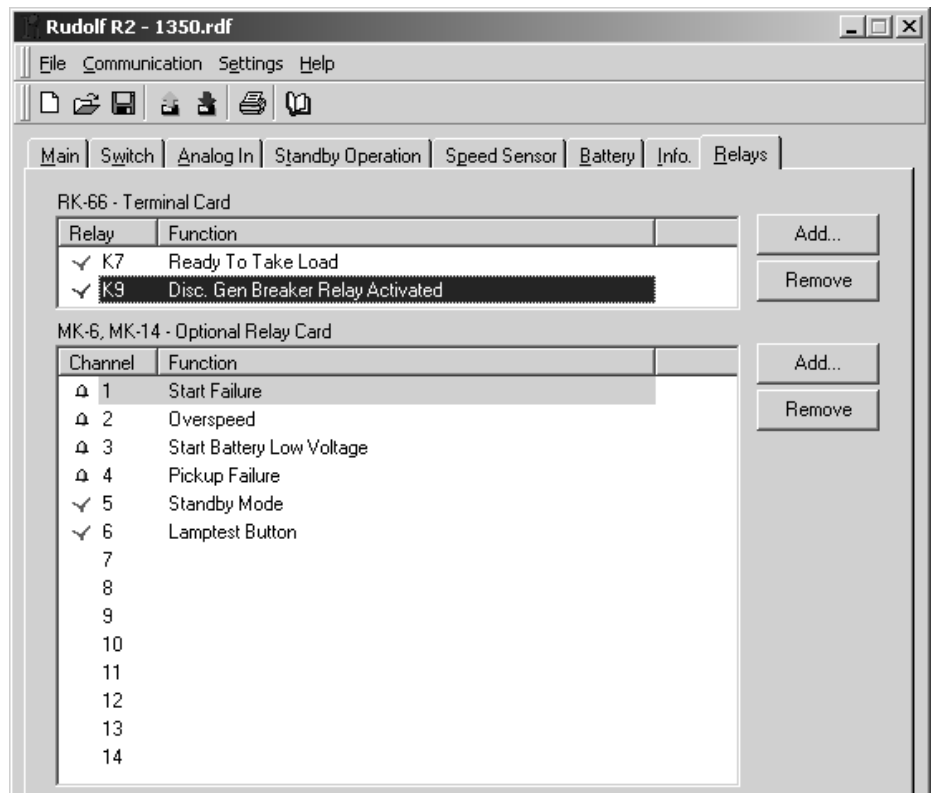 Rudolf R2 - 1350.rdf
File Communication Settings Help
Main Switch Analog In Standby Operation Speed Sensor Battery Info. Relays
RK-66 - Terminal Card
Relay Function
Add...
K7 Ready To Take Load
K9 Disc. Gen Breaker Relay Activated
Remove
MK-6, MK-14 - Optional Relay Card
Channel Function
Add...
1 Start Failure
Remove
2 Overspeed
3 Start Battery Low Voltage
4 Pickup Failure
5 Standby Mode
6 Lamptest Button
7
8
9
10
11
12
13
14